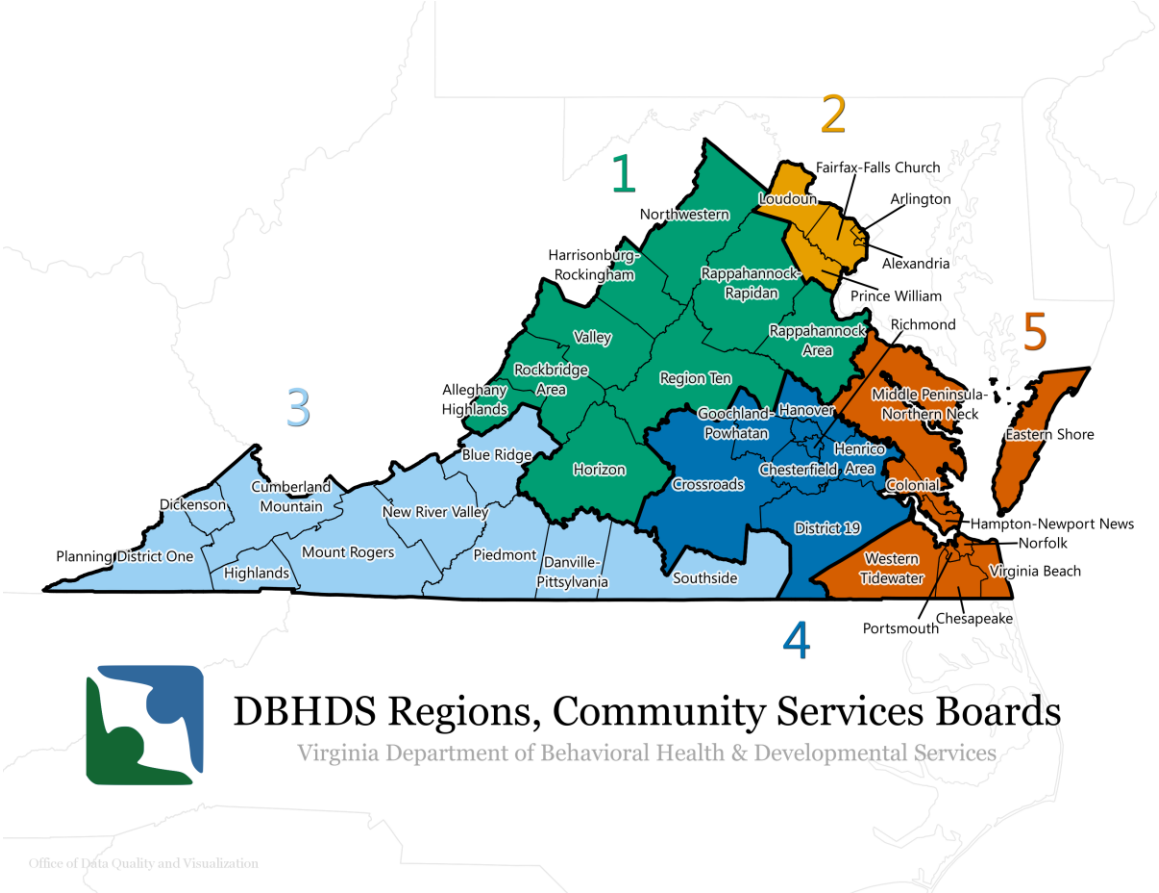 2
Fairfax-Falls Church
1
Loudoun
Arlington
Northwestern
Harrisonburg-
Rockingham
Alexandria
Rappahannock-
Rapidan
Prince William
Richmond
5
Valley
Rappahannock
Area
Rockbridge
Area
Region Ten
Alleghany
Highlands
3
Middle Peninsula-
Northern Neck
Goochland-
Powhatan
Hanover
Eastern Shore
Blue Ridge
Henrico
Area
Horizon
Chesterfield
Crossroads
Colonial
Cumberland
Mountain
Dickenson
New River Valley
Hampton-Newport News
District 19
Norfolk
Planning District One
Mount Rogers
Piedmont
Danville-
Pittsylvania
Western
Tidewater
Virginia Beach
Highlands
Southside
Chesapeake
Portsmouth
4
DBHDS Regions, Community Services Boards
Virginia Department of Behavioral Health & Developmental Services
Office of Data Quality and Visualization